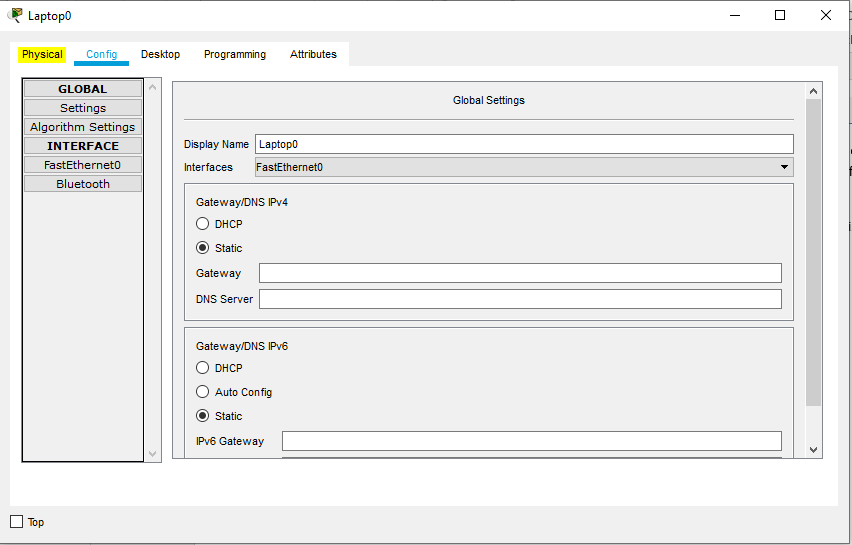 Laptop0
Physical Config Desktop Programming Attributes
GLOBAL
Settings
Algorithm Settings
INTERFACE
FastEthernet0
Bluetooth
Global Settings
Display Name Laptop0
Interfaces FastEthernet0
Gateway/DNS IPv4
DHCP
Static
Gateway
DNS Server
Gateway/DNS IPv6
DHCP
Auto Config
Static
IPv6 Gateway
Top